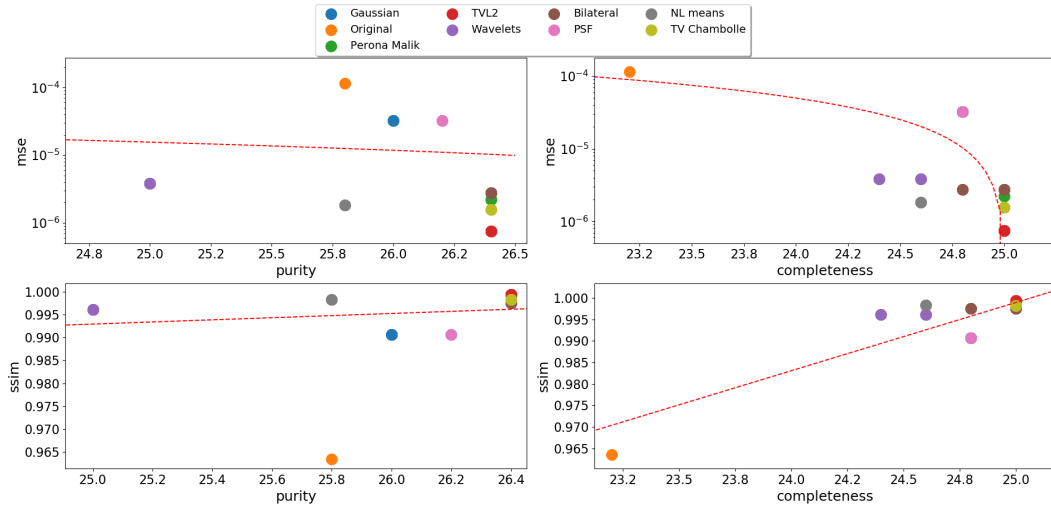 Gaussian TVL2 Bilateral NL means
Original Wavelets PSF TV Chambolle
Perona Malik
10⁻⁴
10⁻⁵
10⁻⁶
mse
24.8 25.0 25.2 25.5 25.8 26.0 26.2 26.5
purity
10⁻⁴
10⁻⁵
10⁻⁶
mse
23.2 23.5 23.8 24.0 24.2 24.5 24.8 25.0
completeness
1.000
0.995
0.990
0.985
0.980
0.975
0.970
0.965
ssim
25.0 25.2 25.4 25.6 25.8 26.0 26.2 26.4
purity
1.000
0.995
0.990
0.985
0.980
0.975
0.970
0.965
ssim
23.2 23.5 23.8 24.0 24.2 24.5 24.8 25.0
completeness